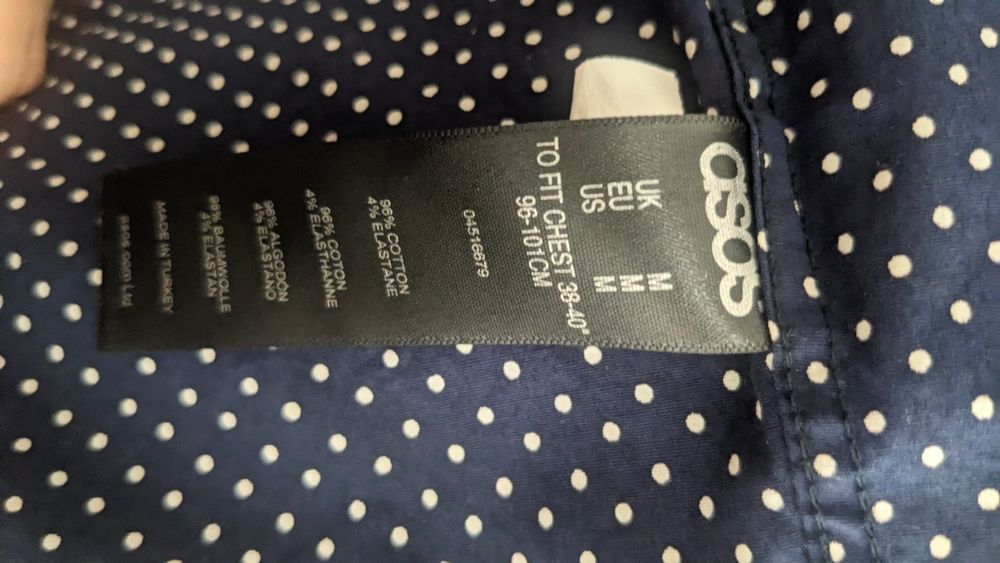 asos
UK M
EU M
US M
TO FIT CHEST 38-40"
96-101CM
04516679
96% COTTON
4% ELASTANE
96% COTON
4% ELASTHANNE
96% ALGODÓN
4% ELASTANO
96% BAUMWOLLE
4% ELASTAN
MADE IN TURKEY